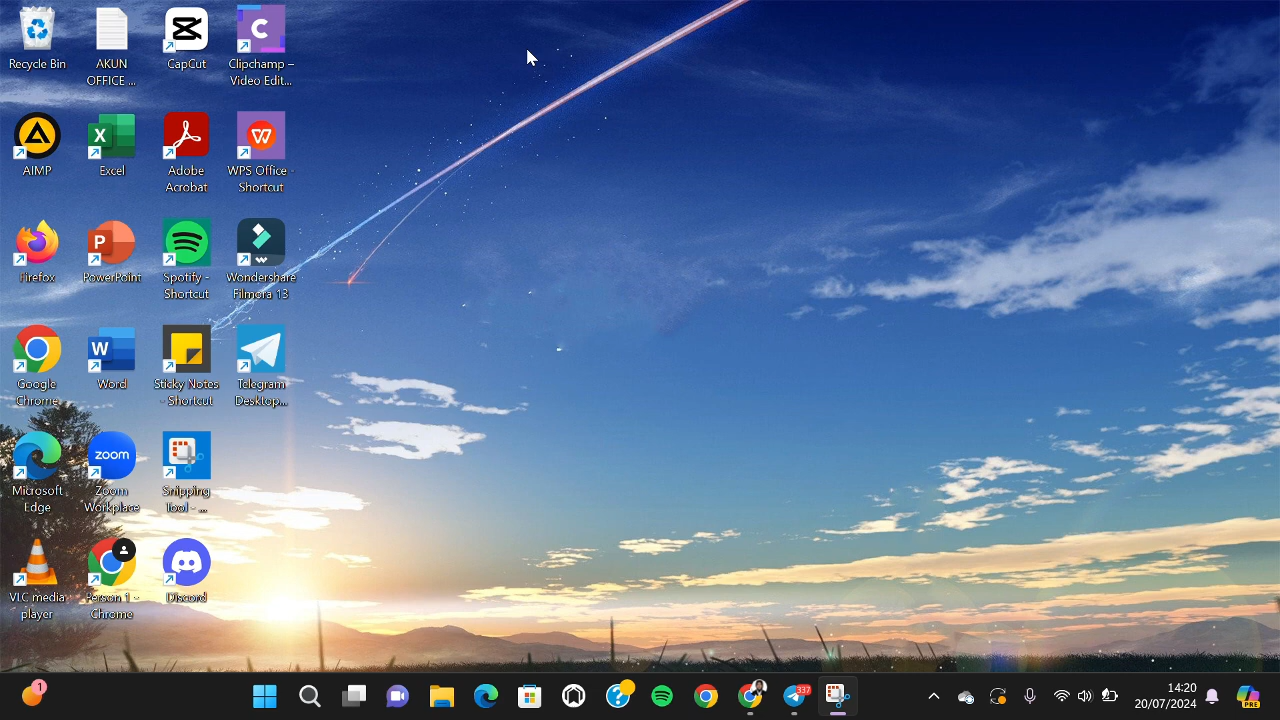 Recycle Bin
AKUN
OFFICE ...
CapCut
Clipchamp –
Video Edit...
AIMP
Excel
Adobe
Acrobat
WPS Office -
Shortcut
Firefox
PowerPoint
Spotify -
Shortcut
Wondershare
Filmora 13
Google
Chrome
Word
Sticky Notes
- Shortcut
Telegram
Desktop...
Microsoft
Edge
zoom
Zoom
Workplace
Snipping
Tool - ...
VLC media
player
Person 1 -
Chrome
Discord
1
337
14:20
20/07/2024
PRE